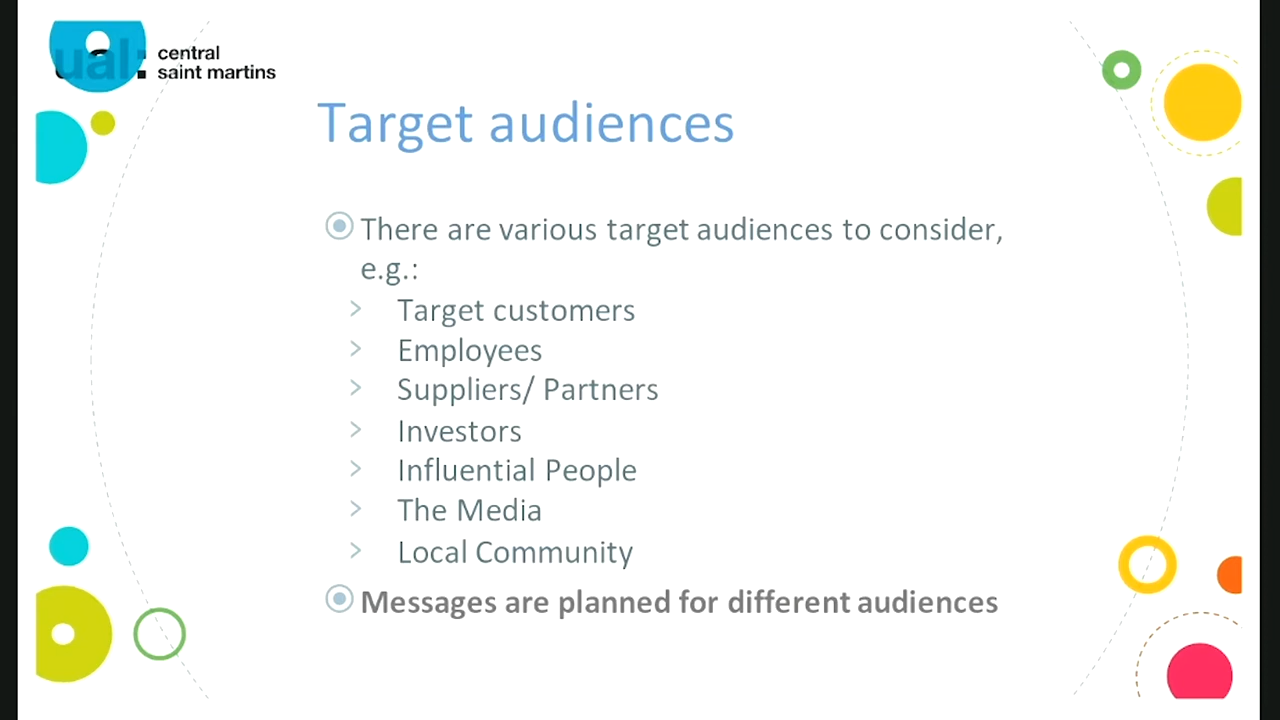 ual:
central
saint martins
Target audiences
There are various target audiences to consider,
e.g.:
> Target customers
> Employees
> Suppliers/ Partners
> Investors
> Influential People
> The Media
> Local Community
Messages are planned for different audiences